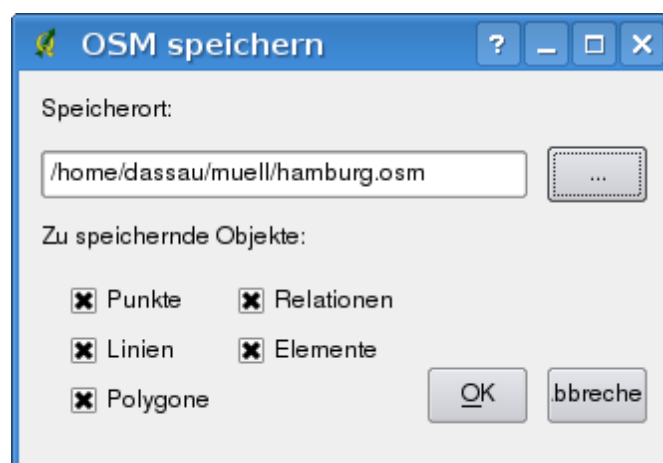 OSM speichern
Speicherort:
/home/dassau/muell/hamburg.osm
...
Zu speichernde Objekte:
Punkte Relationen
Linien Elemente
Polygone
OK bbreche